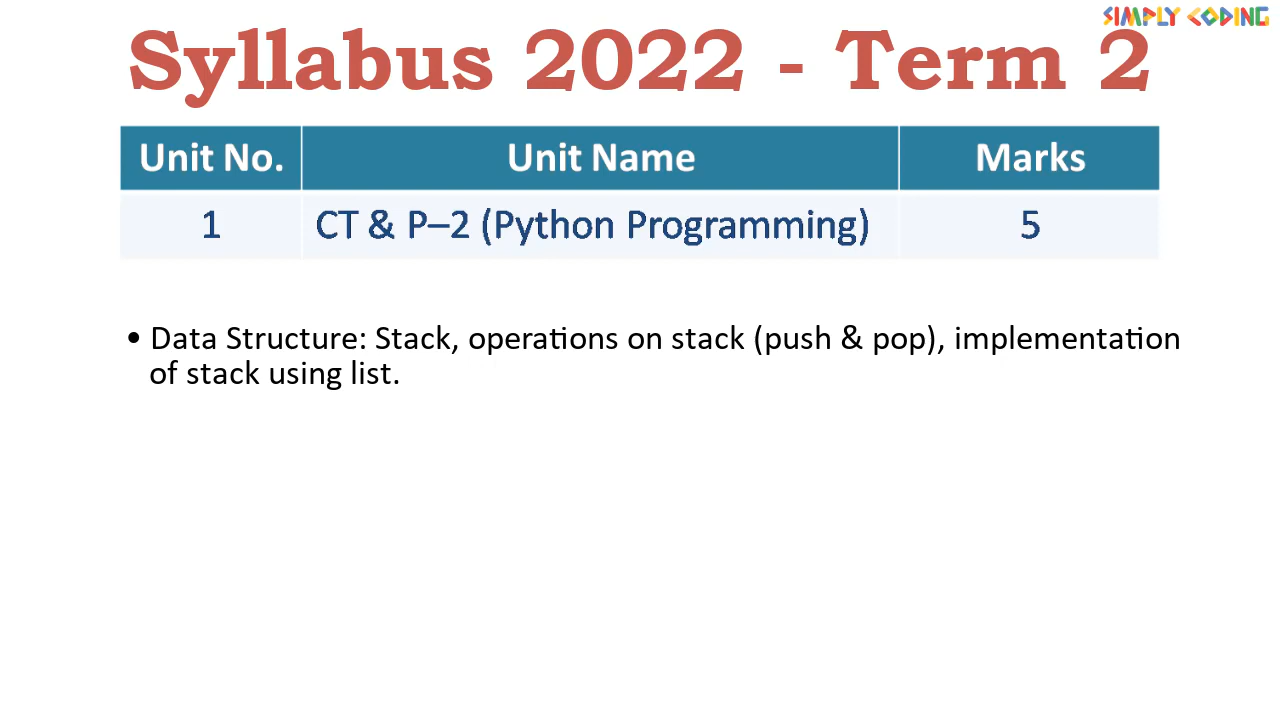 SIMPLY CODING
Syllabus 2022 - Term 2
Unit No. Unit Name Marks
1 CT & P–2 (Python Programming) 5
• Data Structure: Stack, operations on stack (push & pop), implementation
of stack using list.